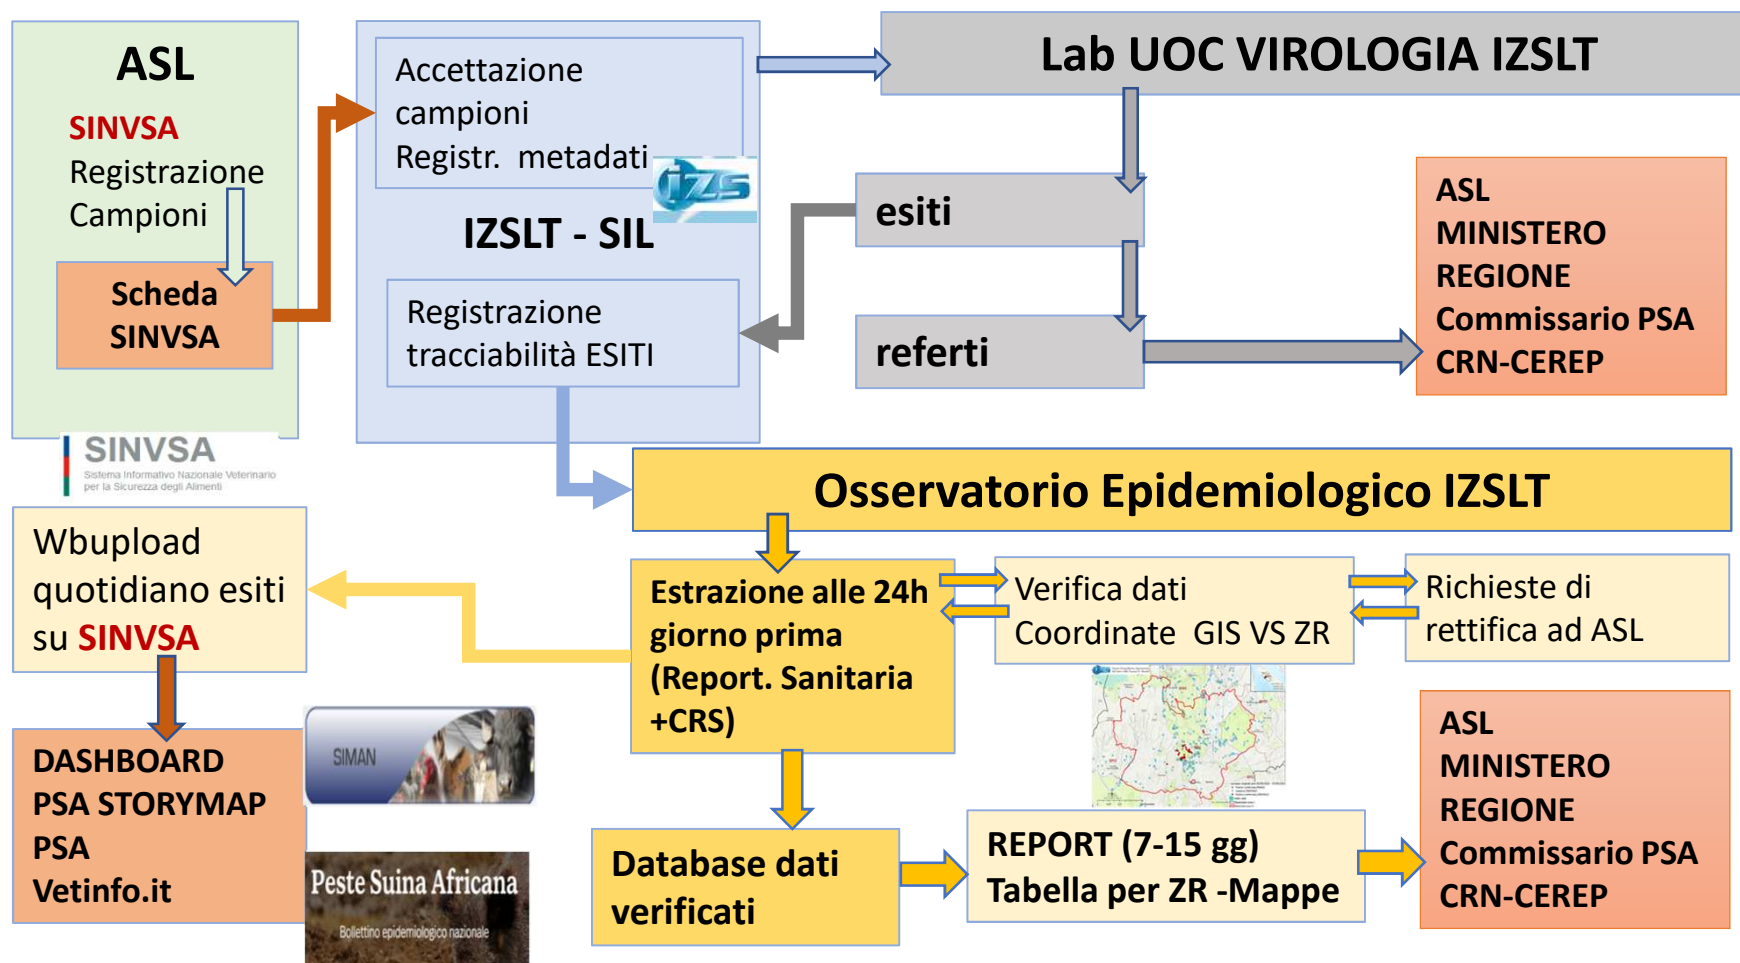 ASL
SINVSA
Registrazione
Campioni
Scheda
SINVSA
SINVSA
Sistema Informativo Nazionale Veterinario
per la Sicurezza degli Alimenti
Accettazione
campioni
Registr. metadati
izs
IZSLT - SIL
Registrazione
tracciabilità ESITI
Lab UOC VIROLOGIA IZSLT
esiti
referti
ASL
MINISTERO
REGIONE
Commissario PSA
CRN-CEREP
Osservatorio Epidemiologico IZSLT
Wbupload
quotidiano esiti
su SINVSA
Estrazione alle 24h
giorno prima
(Report. Sanitaria
+CRS)
Verifica dati
Coordinate GIS VS ZR
Richieste di
rettifica ad ASL
DASHBOARD
PSA STORYMAP
PSA
Vetinfo.it
SIMAN
Peste Suina Africana
Bollettino epidemiologico nazionale
Database dati
verificati
REPORT (7-15 gg)
Tabella per ZR -Mappe
ASL
MINISTERO
REGIONE
Commissario PSA
CRN-CEREP